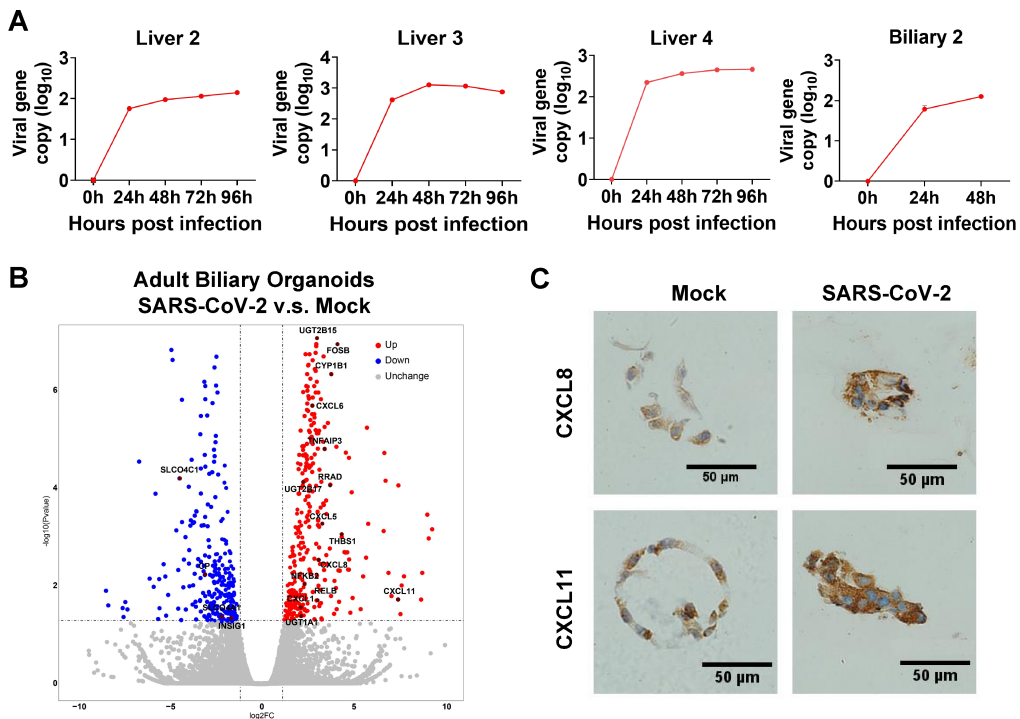 A
Liver 2
Liver 3
Liver 4
Biliary 2
Viral gene
copy (log10)
3
2
1
0
0h 24h 48h 72h 96h
Hours post infection
Viral gene
copy (log10)
4
3
2
1
0
0h 24h 48h 72h 96h
Hours post infection
Viral gene
copy (log10)
3
2
1
0
0h 24h 48h 72h 96h
Hours post infection
Viral gene
copy (log10)
3
2
1
0
0h 24h 48h
Hours post infection
B
Adult Biliary Organoids
SARS-CoV-2 v.s. Mock
Up
Down
Unchange
UGT2B15
FOSB
CYP1B1
CXCL6
TNFAIP3
SLCO4C1
RRAD
UGT2B17
CXCL5
THBS1
CXCL8
NFKB2
RELB
CXCL11
CXCL1
UGT1A1
INSIG1
-log10(Pvalue)
6
4
2
0
−10 −5 0 5 10
log2FC
C
Mock SARS-CoV-2
CXCL8
50 µm
50 µm
CXCL11
50 µm
50 µm